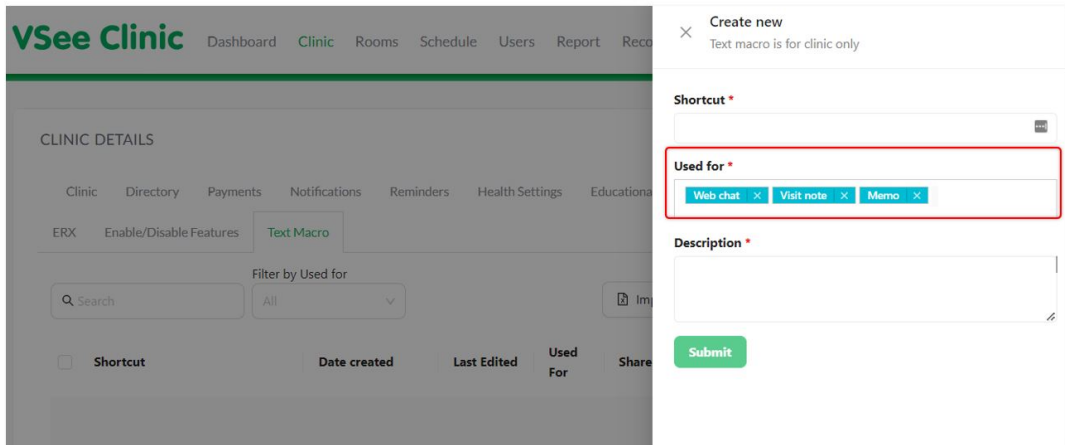 VSee Clinic Dashboard Clinic Rooms Schedule Users Report
CLINIC DETAILS
Clinic Directory Payments Notifications Reminders Health Settings Educationa
ERX Enable/Disable Features Text Macro
Filter by Used for
Search All
Shortcut Date created Last Edited Used For Share
Create new
Text macro is for clinic only
Shortcut *
Used for *
Web chat × Visit note × Memo ×
Description *
Submit